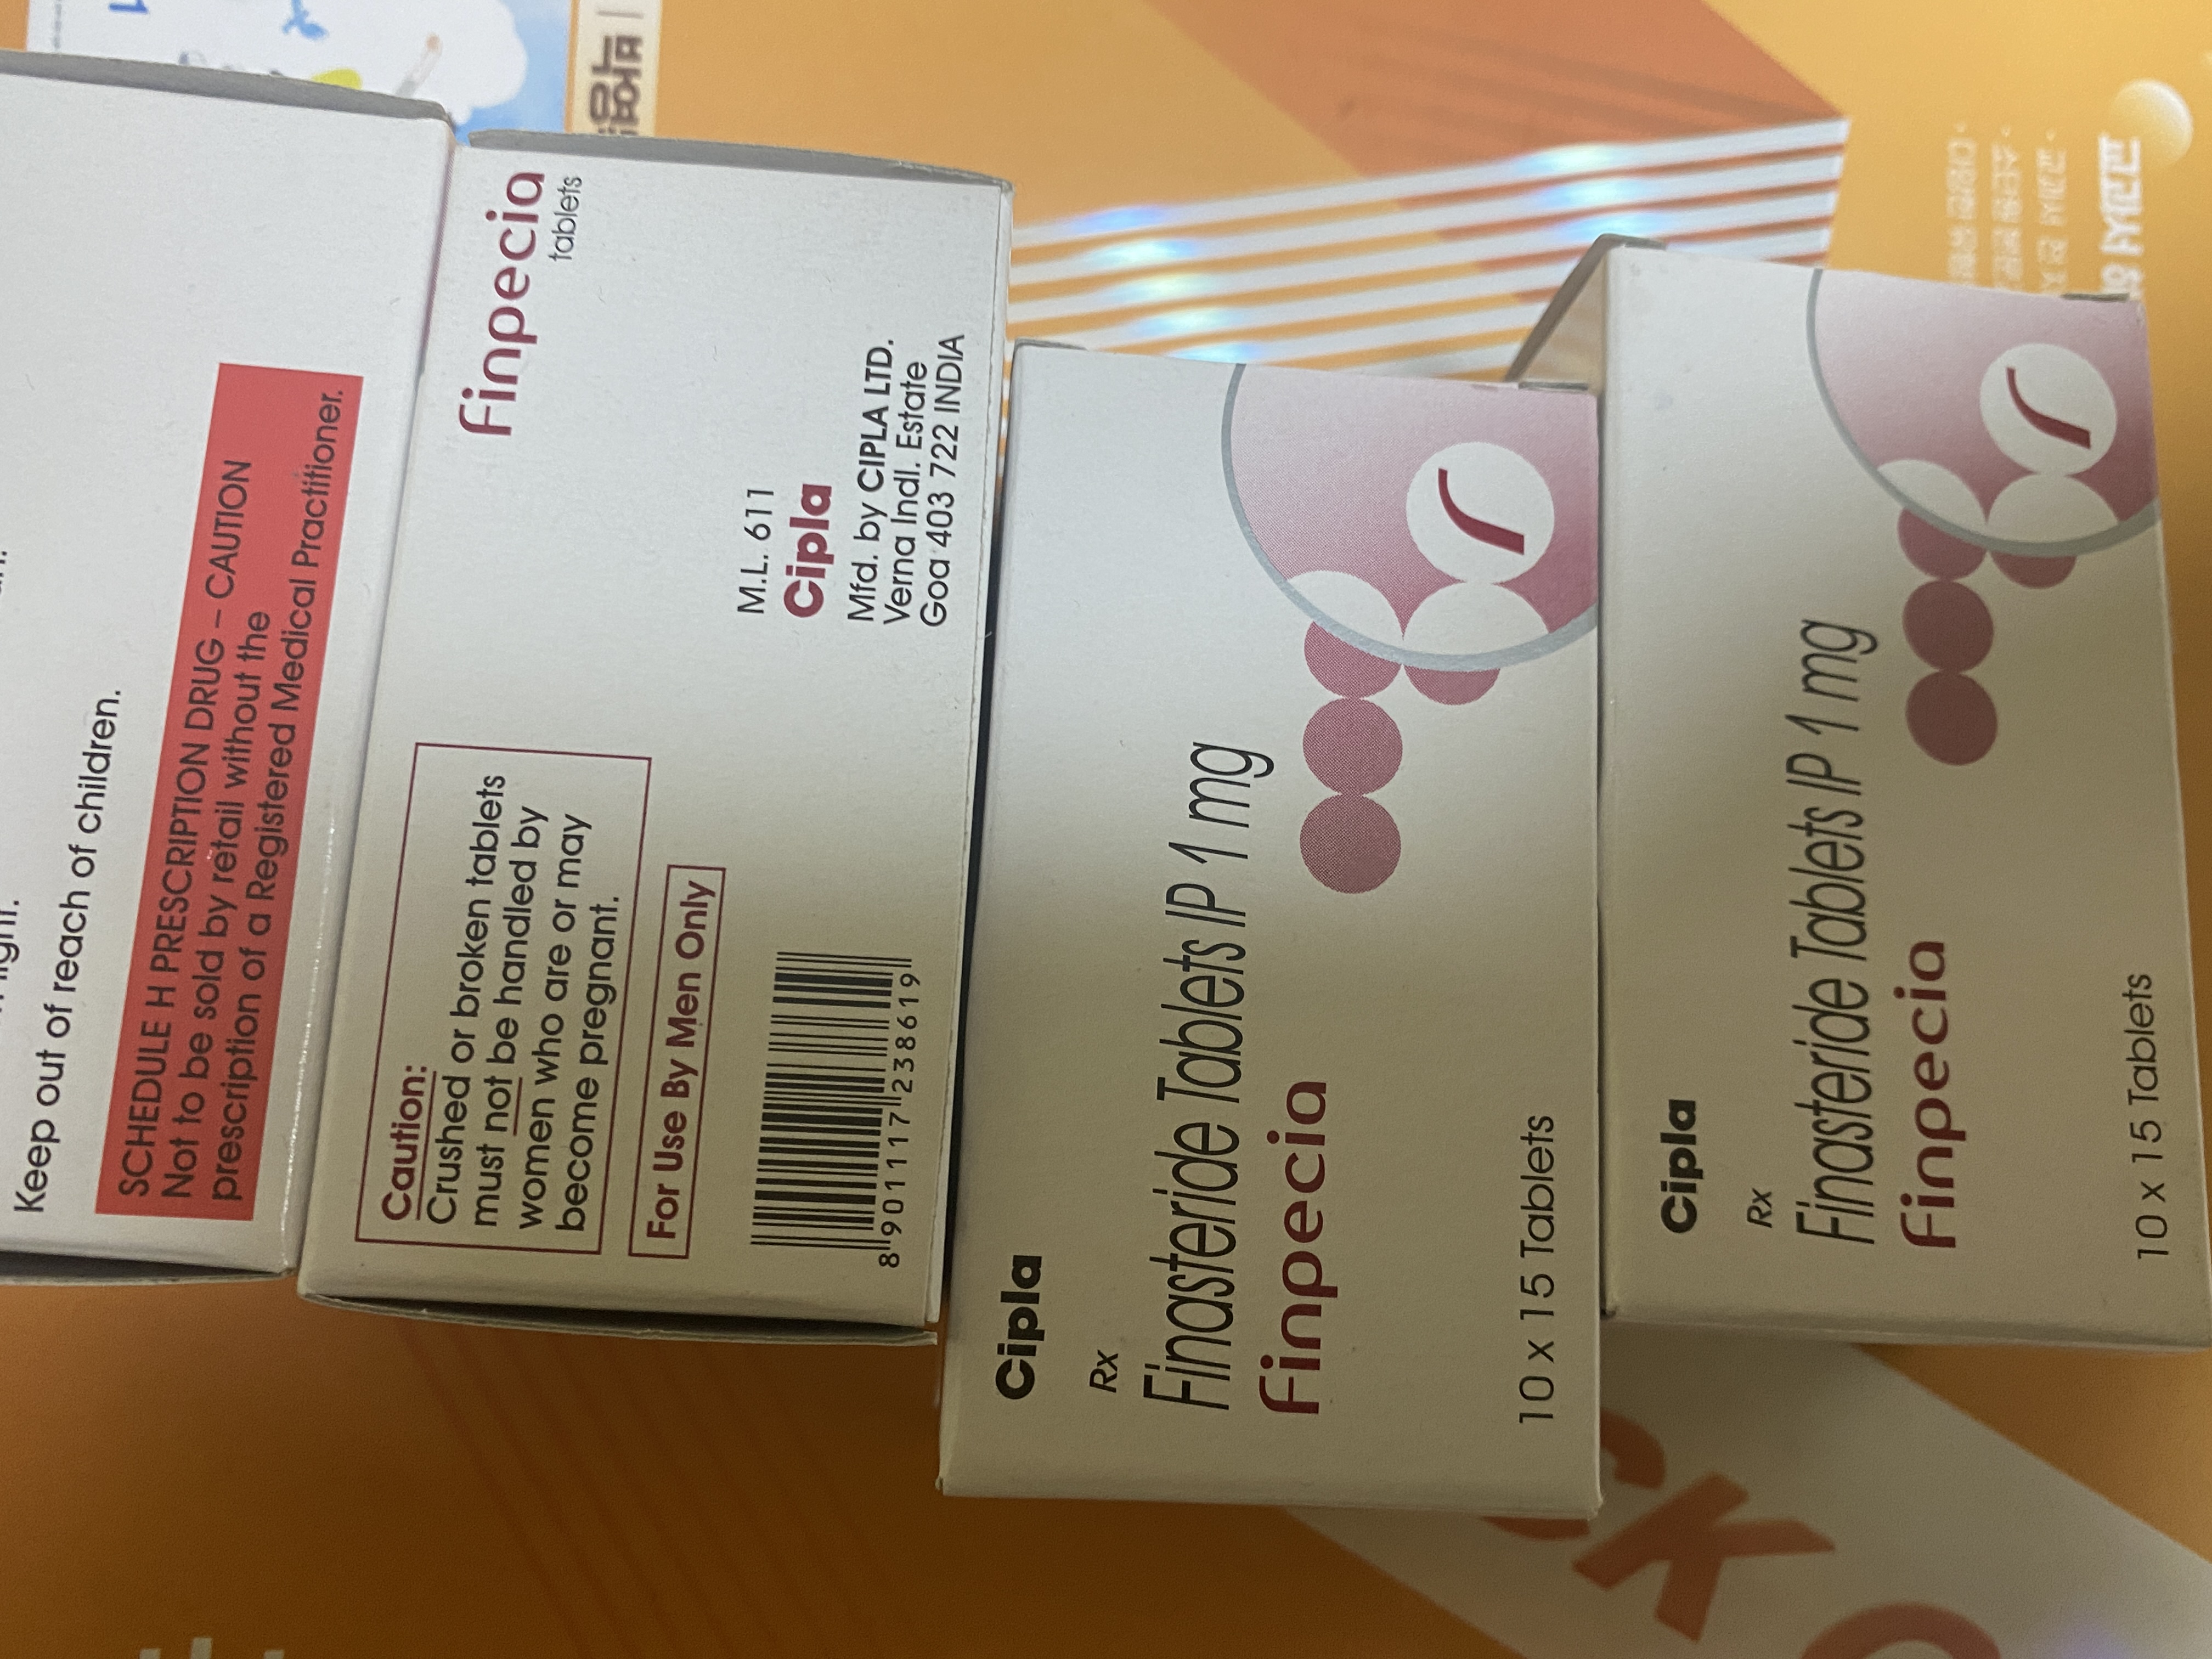 Keep out of reach of children.
SCHEDULE H PRESCRIPTION DRUG – CAUTION
Not to be sold by retail without the
prescription of a Registered Medical Practitioner.
Finpecia
tablets
Caution:
Crushed or broken tablets
must not be handled by
women who are or may
become pregnant.
For Use By Men Only
8901117238619
M.L. 611
Cipla
Mfd. by CIPLA LTD.
Verna Indl. Estate
Goa 403 722 INDIA
Cipla
Rx
Finasteride Tablets IP 1 mg
Finpecia
10 x 15 Tablets
Cipla
Rx
Finasteride Tablets IP 1 mg
Finpecia
10 x 15 Tablets